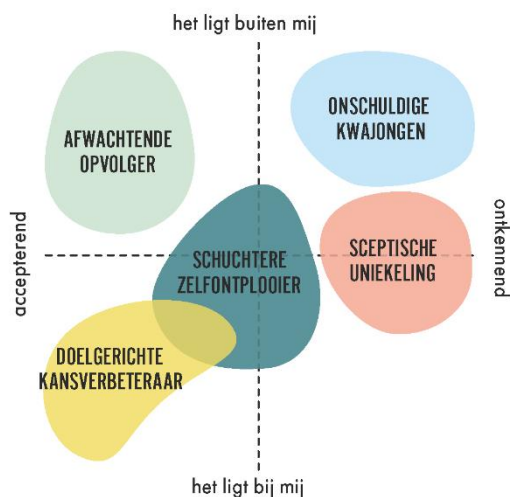 het ligt buiten mij
ONSCHULDIGE
KWAJONGEN
AFWACHTENDE
OPVOLGER
accepterend
ontkennend
SCHUCHTERE
ZELFONTPLOOIER
SCEPTISCHE
UNIEKELING
DOELGERICHTE
KANSVERBETERAAR
het ligt bij mij